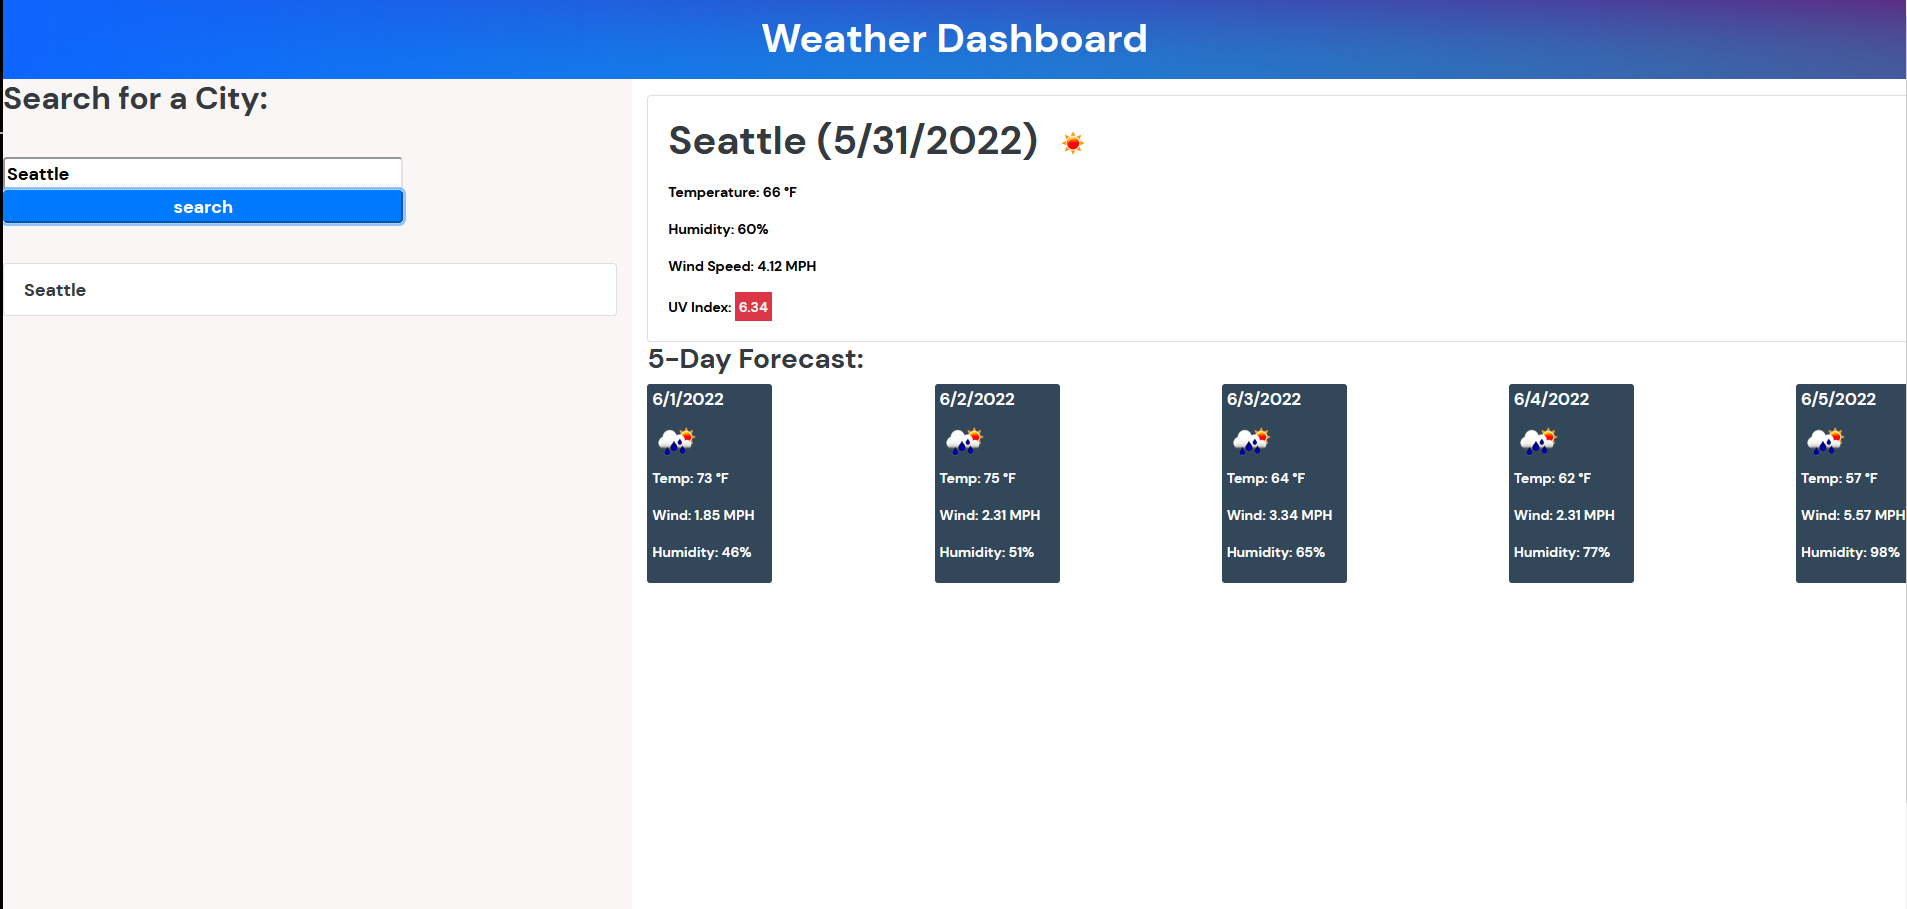 Weather Dashboard
Search for a City:
Seattle
search
Seattle
Seattle (5/31/2022)
Temperature: 66 °F
Humidity: 60%
Wind Speed: 4.12 MPH
UV Index: 6.34
5-Day Forecast:
6/1/2022
Temp: 73 °F
Wind: 1.85 MPH
Humidity: 46%
6/2/2022
Temp: 75 °F
Wind: 2.31 MPH
Humidity: 51%
6/3/2022
Temp: 64 °F
Wind: 3.34 MPH
Humidity: 65%
6/4/2022
Temp: 62 °F
Wind: 2.31 MPH
Humidity: 77%
6/5/2022
Temp: 57 °F
Wind: 5.57 MPH
Humidity: 98%